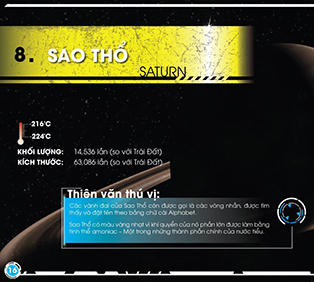 8. SAO THỔ
SATURN
-216°C
-224°C
KHỐI LƯỢNG: 14,536 lần (so với Trái Đất)
KÍCH THƯỚC: 63,086 lần (so với Trái Đất)
Thiên văn thú vị:
Các vành đai của Sao Thổ còn được gọi là các vòng nhẫn, được tìm
thấy và đặt tên theo bảng chữ cái Alphabet.
Sao Thổ có màu vàng nhạt vì khí quyển của nó phần lớn được làm bằng
tinh thể amoniac – Một trong những thành phần chính của nước tiểu.
16